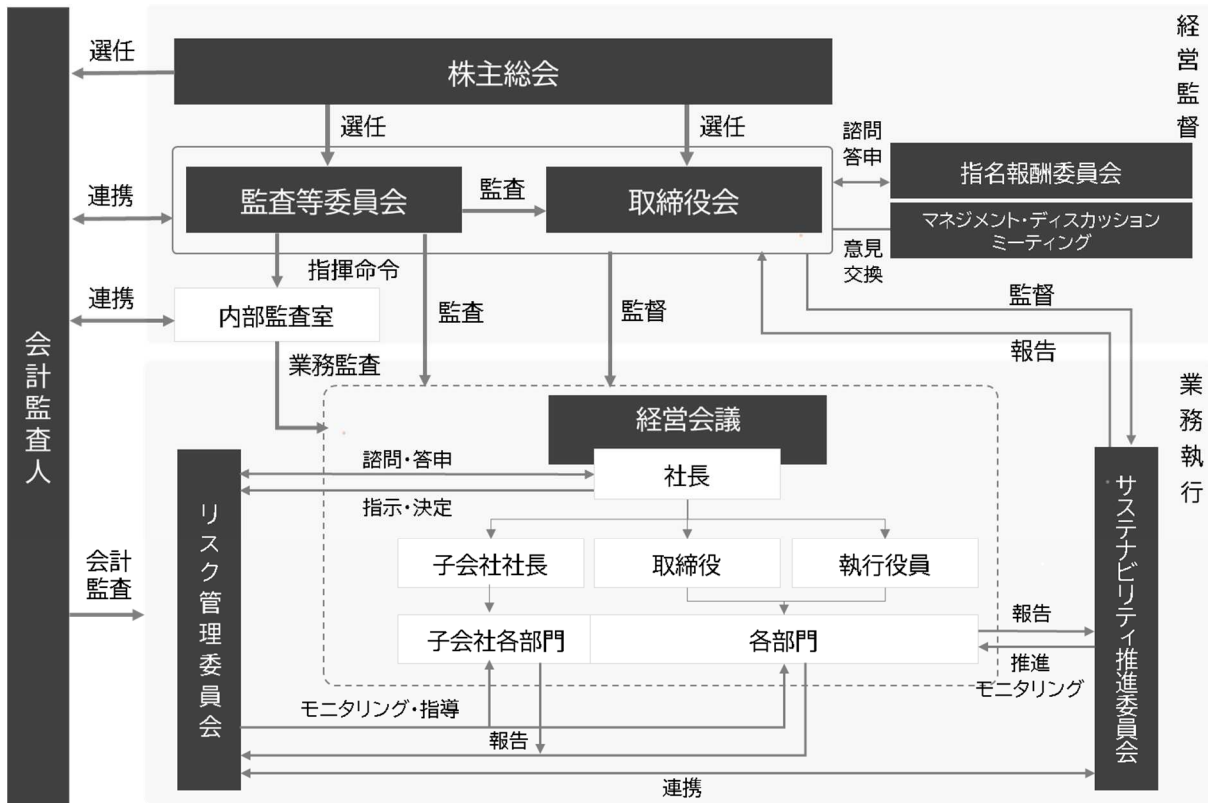 経営監督
選任
株主総会
選任
選任
諮問
答申
指名報酬委員会
連携
監査等委員会
監査
取締役会
マネジメント・ディスカッション
ミーティング
意見
交換
指揮命令
連携
内部監査室
監査
監督
監督
報告
業務監査
会計監査人
業務執行
経営会議
諮問・答申
社長
指示・決定
リスク管理委員会
サステナビリティ推進委員会
会計
監査
子会社社長
取締役
執行役員
子会社各部門
各部門
報告
推進
モニタリング
モニタリング・指導
報告
連携